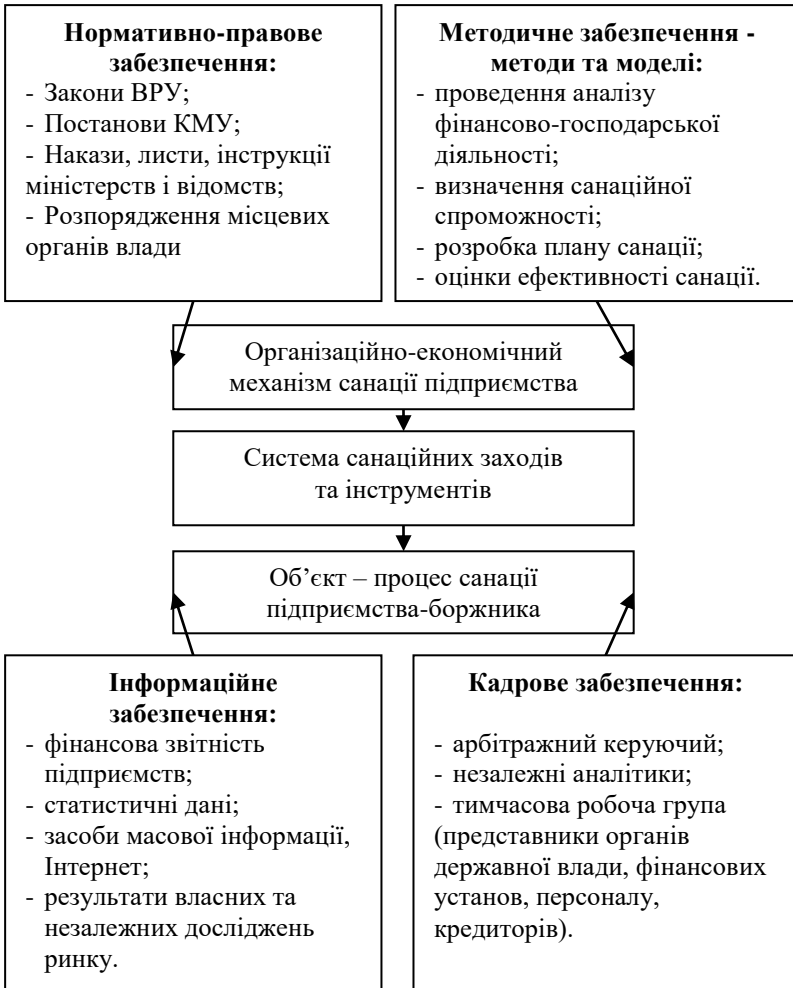 Нормативно-правове
забезпечення:
- Закони ВРУ;
- Постанови КМУ;
- Накази, листи, інструкції
міністерств і відомств;
- Розпорядження місцевих
органів влади
Методичне забезпечення -
методи та моделі:
- проведення аналізу
фінансово-господарської
діяльності;
- визначення санаційної
спроможності;
- розробка плану санації;
- оцінки ефективності санації.
Організаційно-економічний
механізм санації підприємства
Система санаційних заходів
та інструментів
Об’єкт – процес санації
підприємства-боржника
Інформаційне
забезпечення:
- фінансова звітність
підприємств;
- статистичні дані;
- засоби масової інформації,
Інтернет;
- результати власних та
незалежних досліджень
ринку.
Кадрове забезпечення:
- арбітражний керуючий;
- незалежні аналітики;
- тимчасова робоча група
(представники органів
державної влади, фінансових
установ, персоналу,
кредиторів).